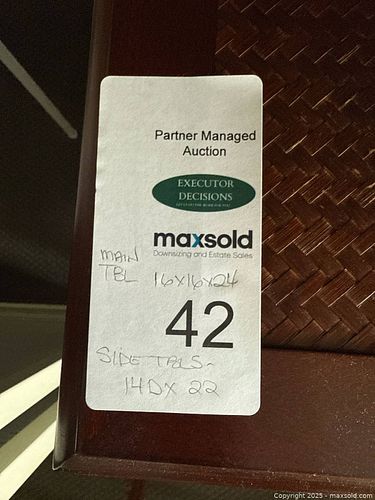 Partner Managed
Auction
EXECUTOR
DECISIONS
maxsold
Downsizing and Estate Sales
MAIN
TBL 16X16X24
42
SIDE TBLS-
14D X 22
Copyright © 2025 - maxsold.com